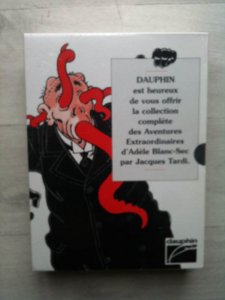 DAUPHIN
est heureux
de vous offrir
la collection
complète
des Aventures
Extraordinaires
d'Adèle Blanc-Sec
par Jacques Tardi.
dauphin